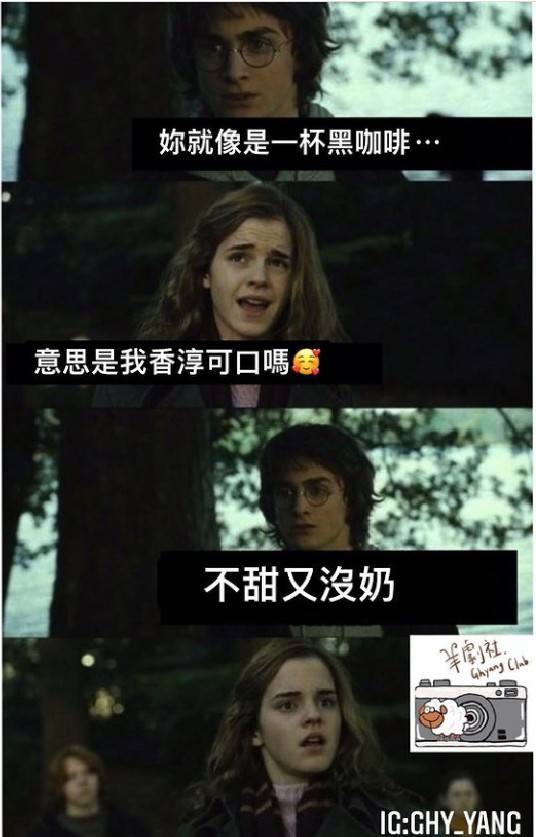 妳就像是一杯黑咖啡…
意思是我香淳可口嗎🥰
不甜又沒奶
羊劇社.
Ghyang Club
IG:GHY_YANG